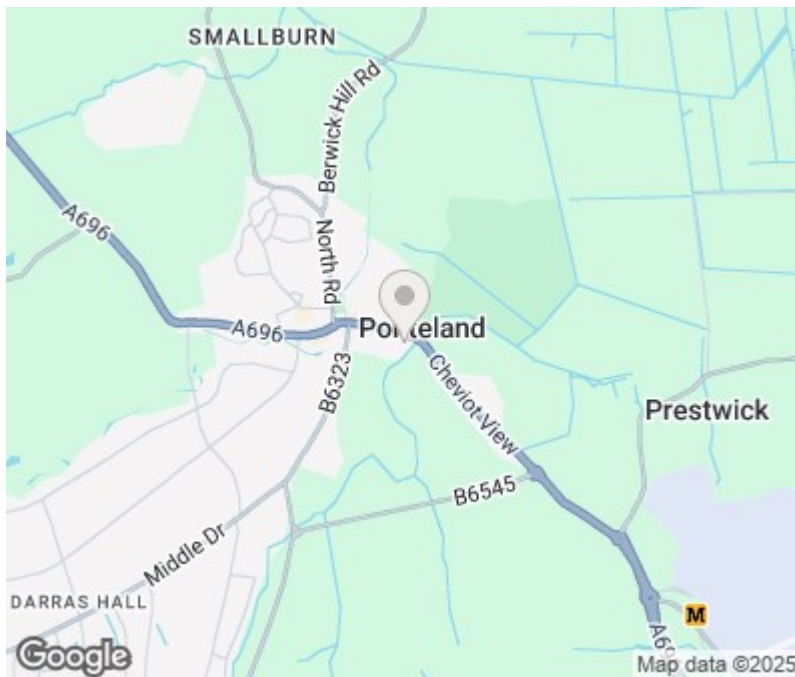 SMALLBURN
Berwick Hill Rd
A696
North Rd
A696
Ponteland
B6323
Cheviot View
Prestwick
B6545
Middle Dr
DARRAS HALL
M
Google
Map data ©2025